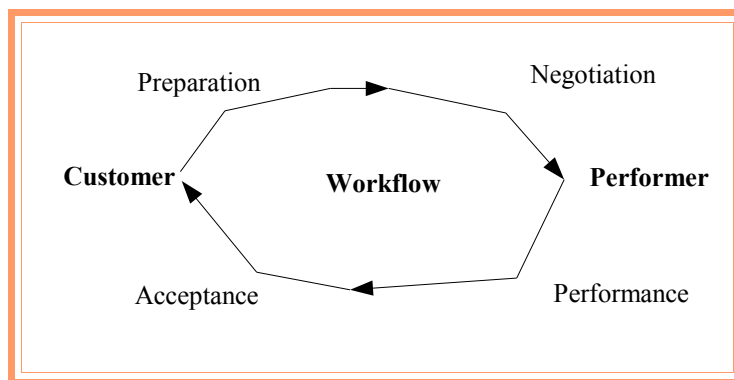 Preparation
Negotiation
Customer
Workflow
Performer
Acceptance
Performance